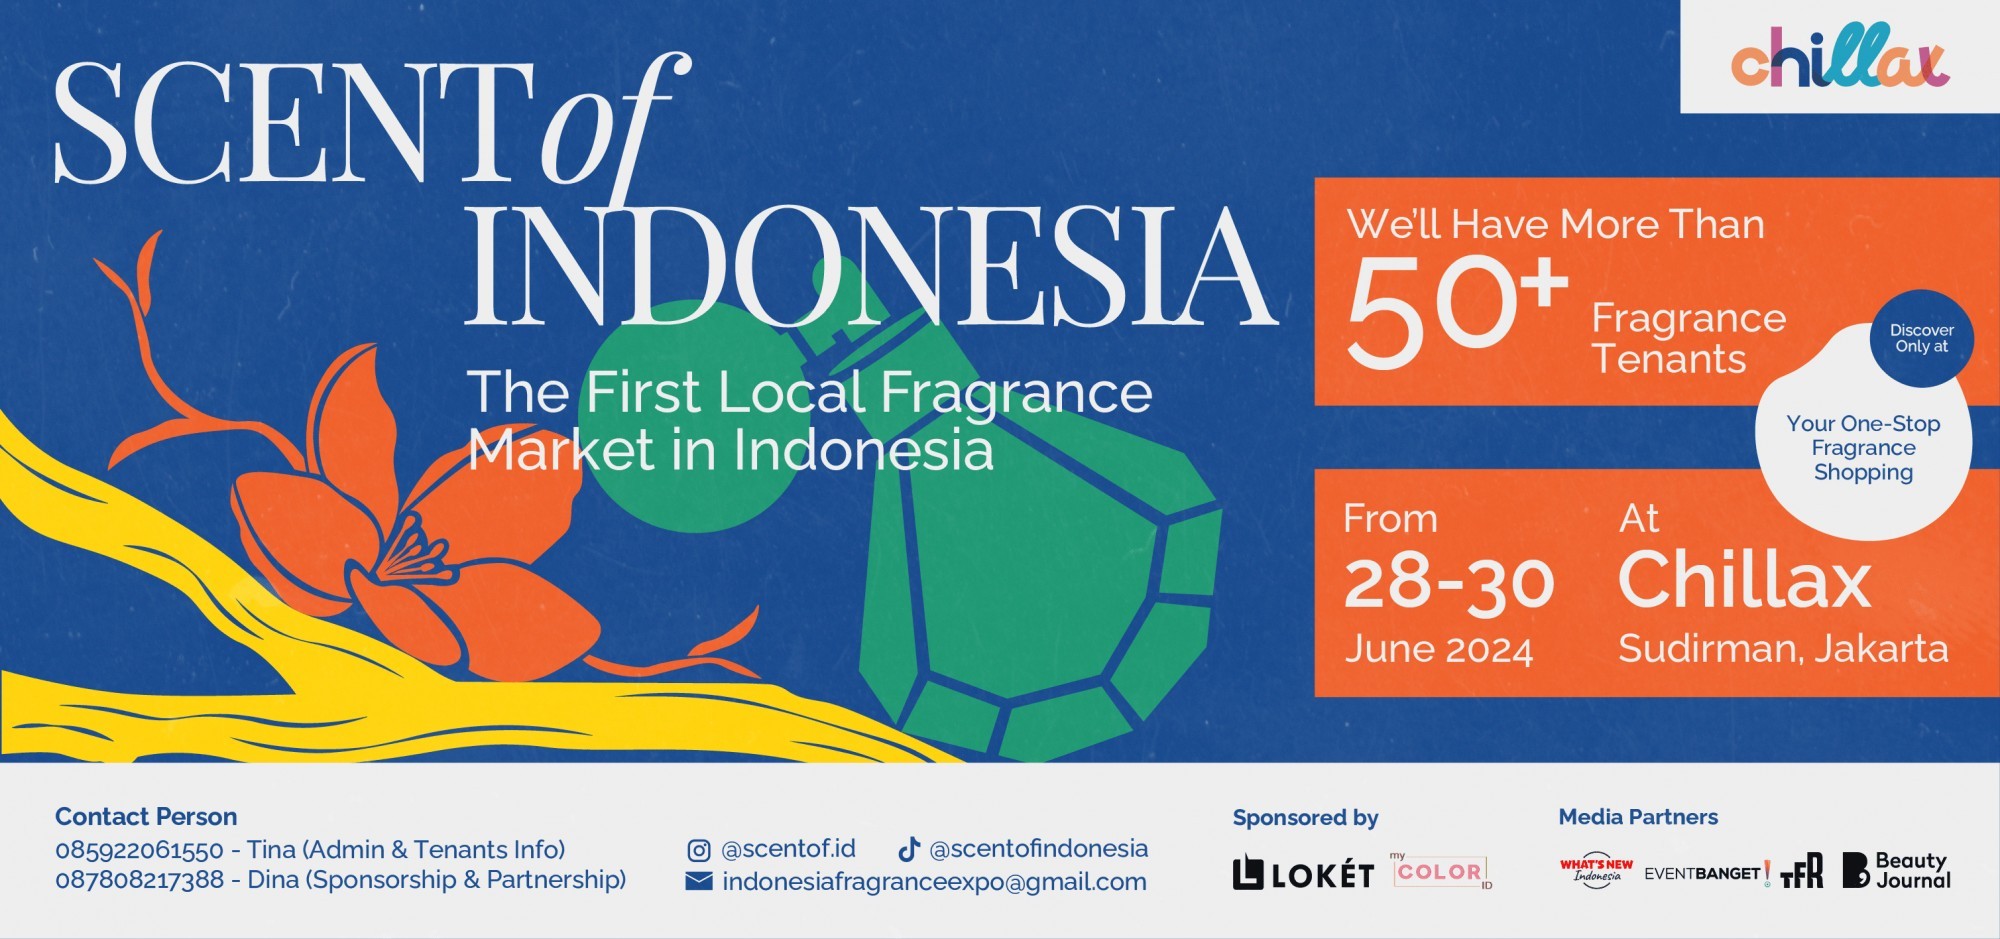 chillax
SCENT of
INDONESIA
The First Local Fragrance
Market in Indonesia
We'll Have More Than
50+
Fragrance
Tenants
Discover
Only at
Your One-Stop
Fragrance
Shopping
From
28-30
June 2024
At
Chillax
Sudirman, Jakarta
Contact Person
085922061550 - Tina (Admin & Tenants Info)
087808217388 - Dina (Sponsorship & Partnership)
@scentof.id
@scentofindonesia
indonesiafragranceexpo@gmail.com
Sponsored by
LOKÉT
my
COLOR
ID
Media Partners
WHAT'S NEW
Indonesia
EVENTBANGET!
TFR
Beauty
Journal